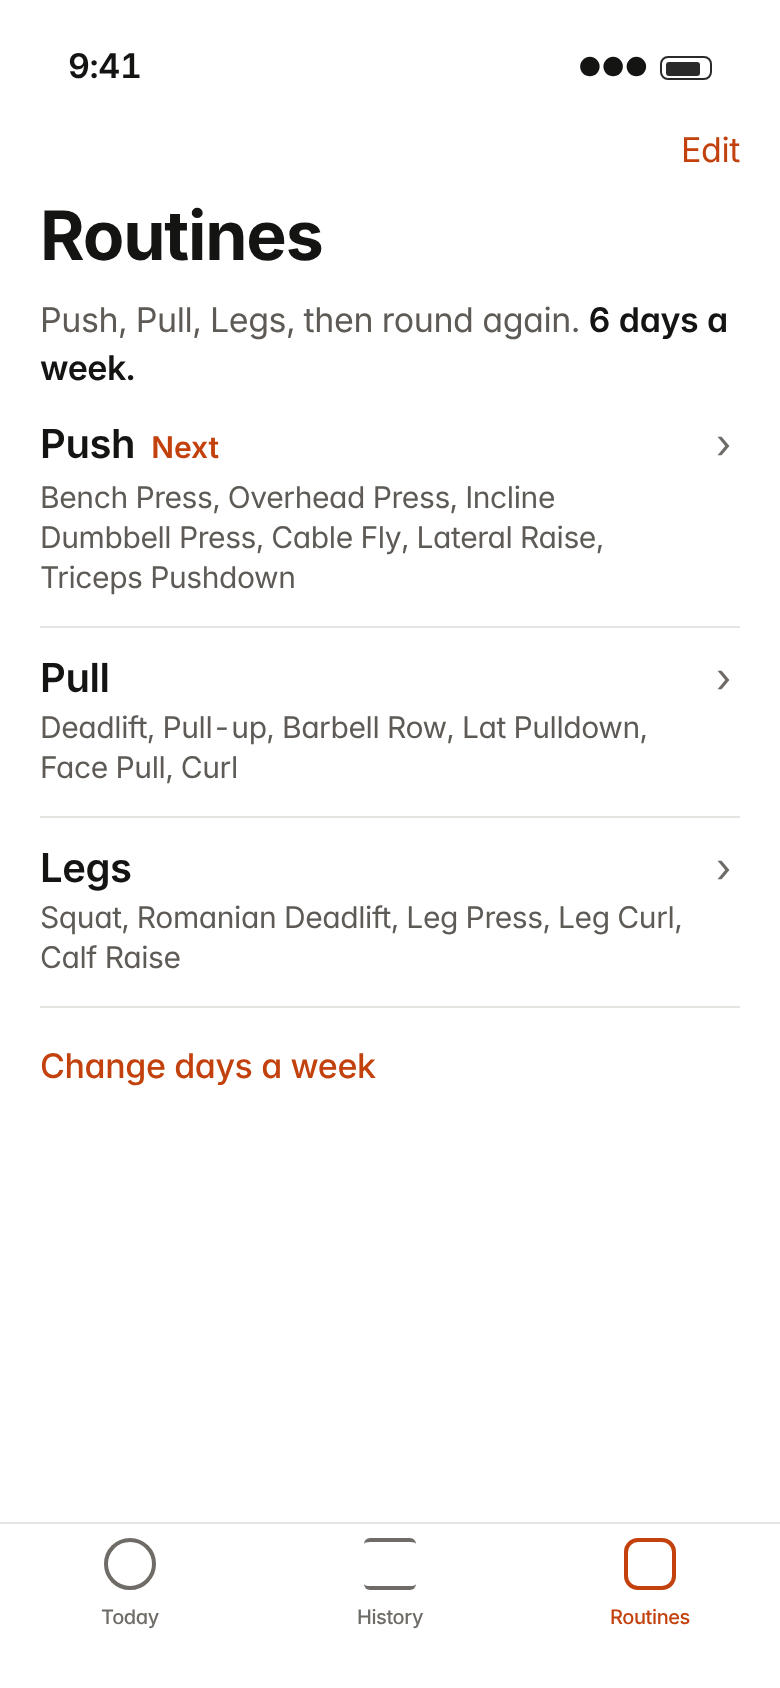 9:41
Edit
Routines
Push, Pull, Legs, then round again. 6 days a
week.
Push Next
Bench Press, Overhead Press, Incline
Dumbbell Press, Cable Fly, Lateral Raise,
Triceps Pushdown
Pull
Deadlift, Pull-up, Barbell Row, Lat Pulldown,
Face Pull, Curl
Legs
Squat, Romanian Deadlift, Leg Press, Leg Curl,
Calf Raise
Change days a week
Today History Routines